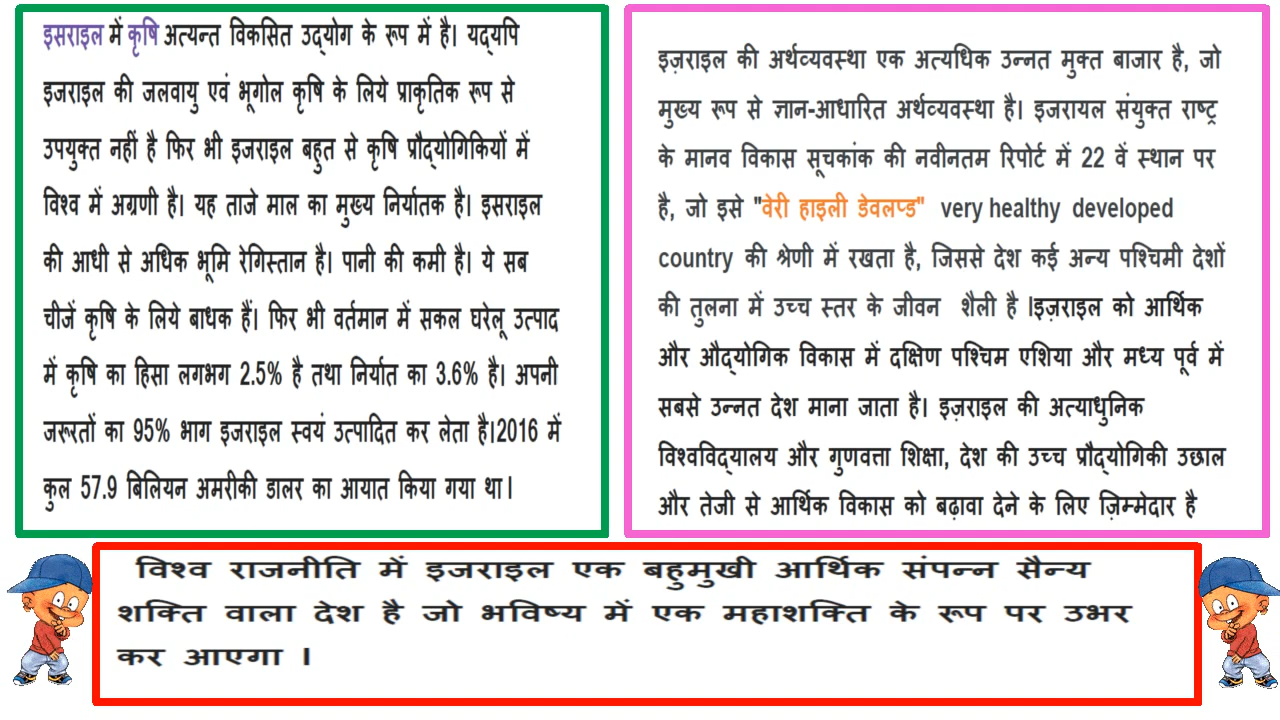 इसराइल में कृषि अत्यन्त विकसित उद्योग के रूप में है। यद्यपि
इजराइल की जलवायु एवं भूगोल कृषि के लिये प्राकृतिक रूप से
उपयुक्त नहीं है फिर भी इजराइल बहुत से कृषि प्रौद्योगिकियों में
विश्व में अग्रणी है। यह ताजे माल का मुख्य निर्यातक है। इसराइल
की आधी से अधिक भूमि रेगिस्तान है। पानी की कमी है। ये सब
चीजें कृषि के लिये बाधक हैं। फिर भी वर्तमान में सकल घरेलू उत्पाद
में कृषि का हिसा लगभग 2.5% है तथा निर्यात का 3.6% है। अपनी
जरूरतों का 95% भाग इजराइल स्वयं उत्पादित कर लेता है।2016 में
कुल 57.9 बिलियन अमरीकी डालर का आयात किया गया था।
इज़राइल की अर्थव्यवस्था एक अत्यधिक उन्नत मुक्त बाजार है, जो
मुख्य रूप से ज्ञान-आधारित अर्थव्यवस्था है। इजरायल संयुक्त राष्ट्र
के मानव विकास सूचकांक की नवीनतम रिपोर्ट में 22 वें स्थान पर
है, जो इसे "वेरी हाइली डेवलप्ड" very healthy developed
country की श्रेणी में रखता है, जिससे देश कई अन्य पश्चिमी देशों
की तुलना में उच्च स्तर के जीवन शैली है ।इज़राइल को आर्थिक
और औद्योगिक विकास में दक्षिण पश्चिम एशिया और मध्य पूर्व में
सबसे उन्नत देश माना जाता है। इज़राइल की अत्याधुनिक
विश्वविद्यालय और गुणवत्ता शिक्षा, देश की उच्च प्रौद्योगिकी उछाल
और तेजी से आर्थिक विकास को बढ़ावा देने के लिए ज़िम्मेदार है
विश्व राजनीति में इजराइल एक बहुमुखी आर्थिक संपन्न सैन्य
शक्ति वाला देश है जो भविष्य में एक महाशक्ति के रूप पर उभर
कर आएगा ।